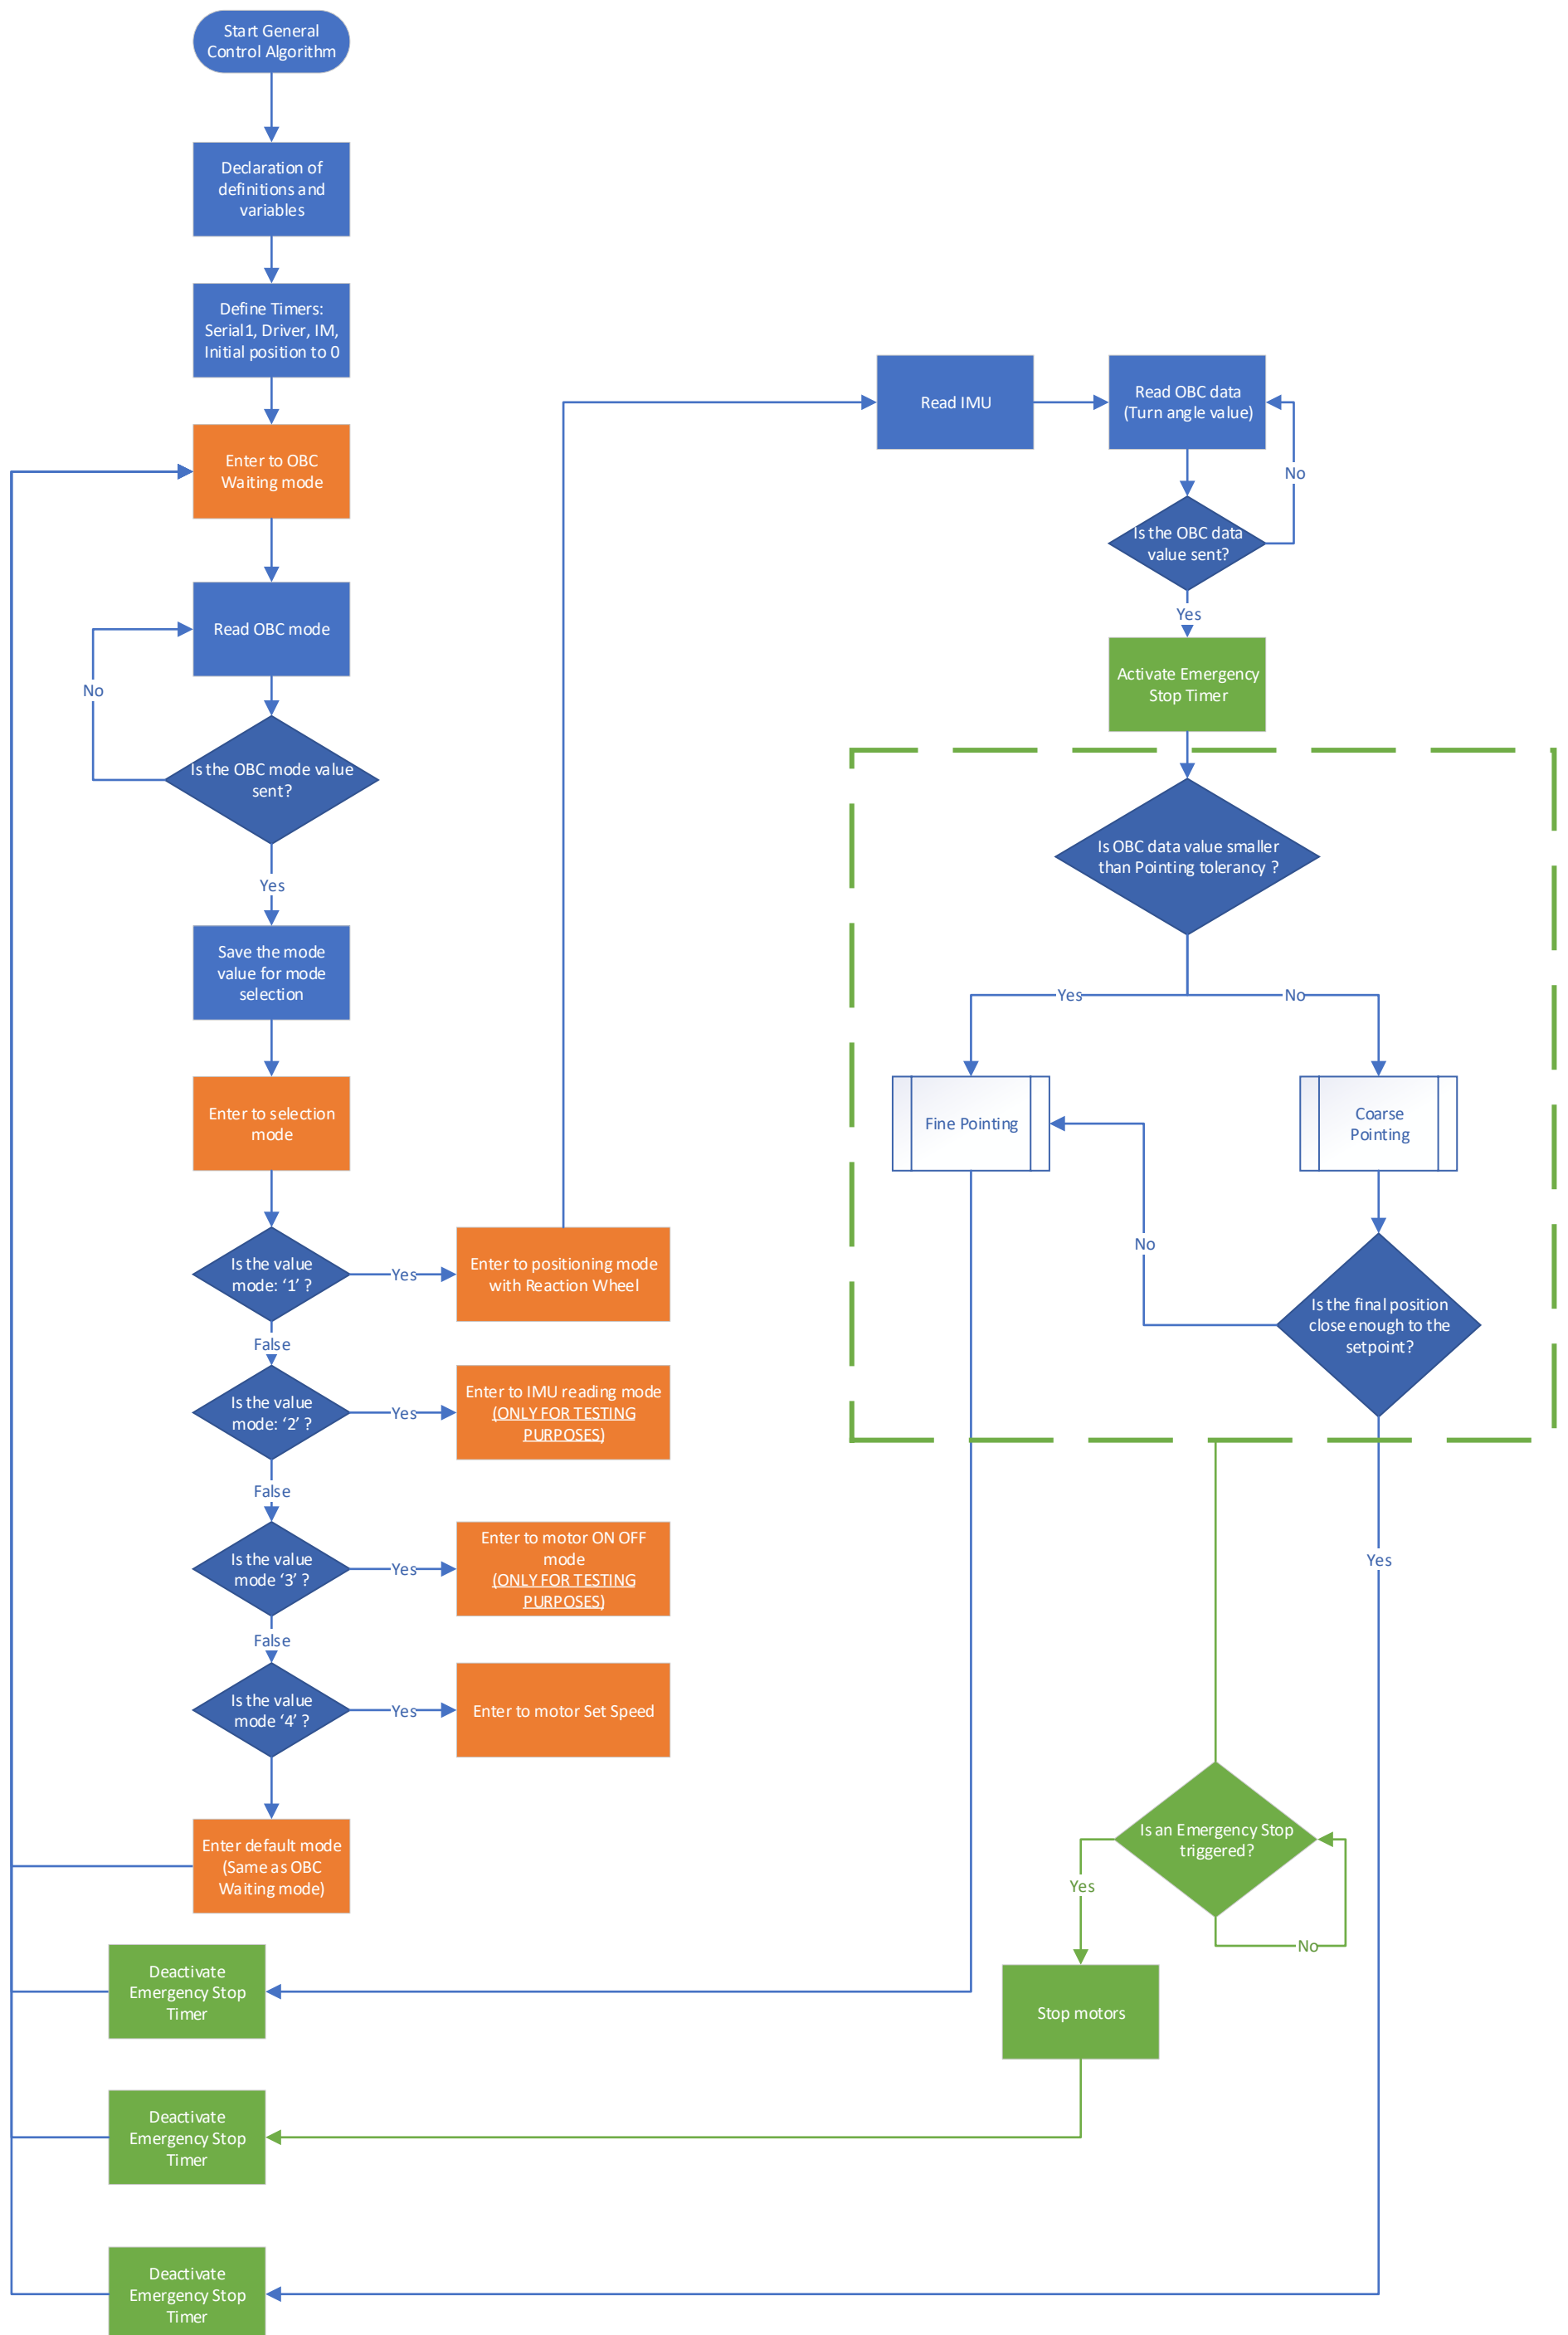 Start General
Control Algorithm
Declaration of
definitions and
variables
Define Timers:
Serial1, Driver, IM,
Initial position to 0
Enter to OBC
Waiting mode
Read OBC mode
No
Is the OBC mode value
sent?
Yes
Save the mode
value for mode
selection
Enter to selection
mode
Is the value
mode: ‘1’ ?
Yes
Enter to positioning mode
with Reaction Wheel
False
Is the value
mode: ‘2’ ?
Yes
Enter to IMU reading mode
(ONLY FOR TESTING
PURPOSES)
False
Is the value
mode ‘3’ ?
Yes
Enter to motor ON OFF
mode
(ONLY FOR TESTING
PURPOSES)
False
Is the value
mode ‘4’ ?
Yes
Enter to motor Set Speed
Enter default mode
(Same as OBC
Waiting mode)
Read IMU
Read OBC data
(Turn angle value)
No
Is the OBC data
value sent?
Yes
Activate Emergency
Stop Timer
Is OBC data value smaller
than Pointing tolerancy ?
Yes
No
Fine Pointing
Coarse
Pointing
No
Is the final position
close enough to the
setpoint?
Yes
Is an Emergency Stop
triggered?
Yes
No
Stop motors
Deactivate
Emergency Stop
Timer
Deactivate
Emergency Stop
Timer
Deactivate
Emergency Stop
Timer